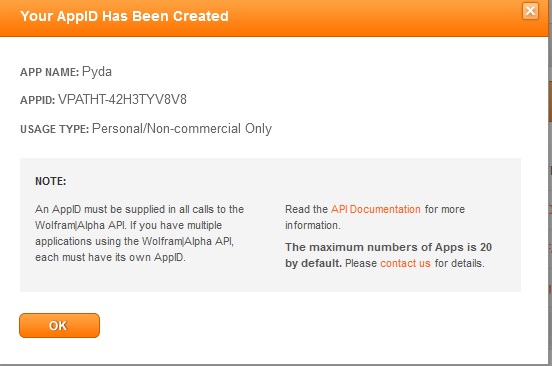 Your AppID Has Been Created
APP NAME: Pyda
APPID: VPATHT-42H3TYV8V8
USAGE TYPE: Personal/Non-commercial Only
NOTE:
An AppID must be supplied in all calls to the
Wolfram|Alpha API. If you have multiple
applications using the Wolfram|Alpha API,
each must have its own AppID.
Read the API Documentation for more
information.
The maximum numbers of Apps is 20
by default. Please contact us for details.
OK